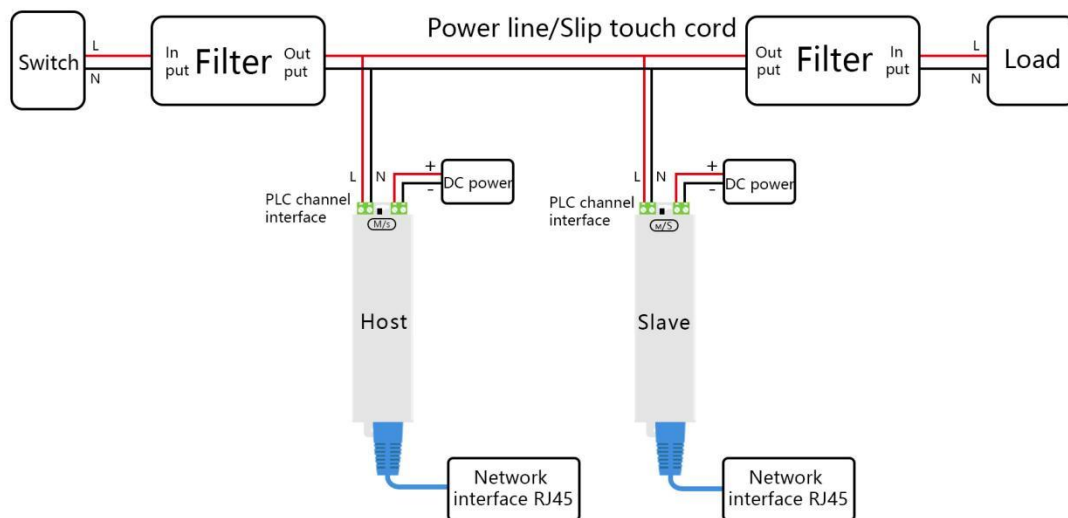 Power line/Slip touch cord
Switch
L
N
In
put
Filter
Out
put
Out
put
Filter
In
put
L
N
Load
L
N
+
-
DC power
PLC channel
interface
M/S
L
N
+
-
DC power
PLC channel
interface
M/S
Host
Slave
Network
interface RJ45
Network
interface RJ45